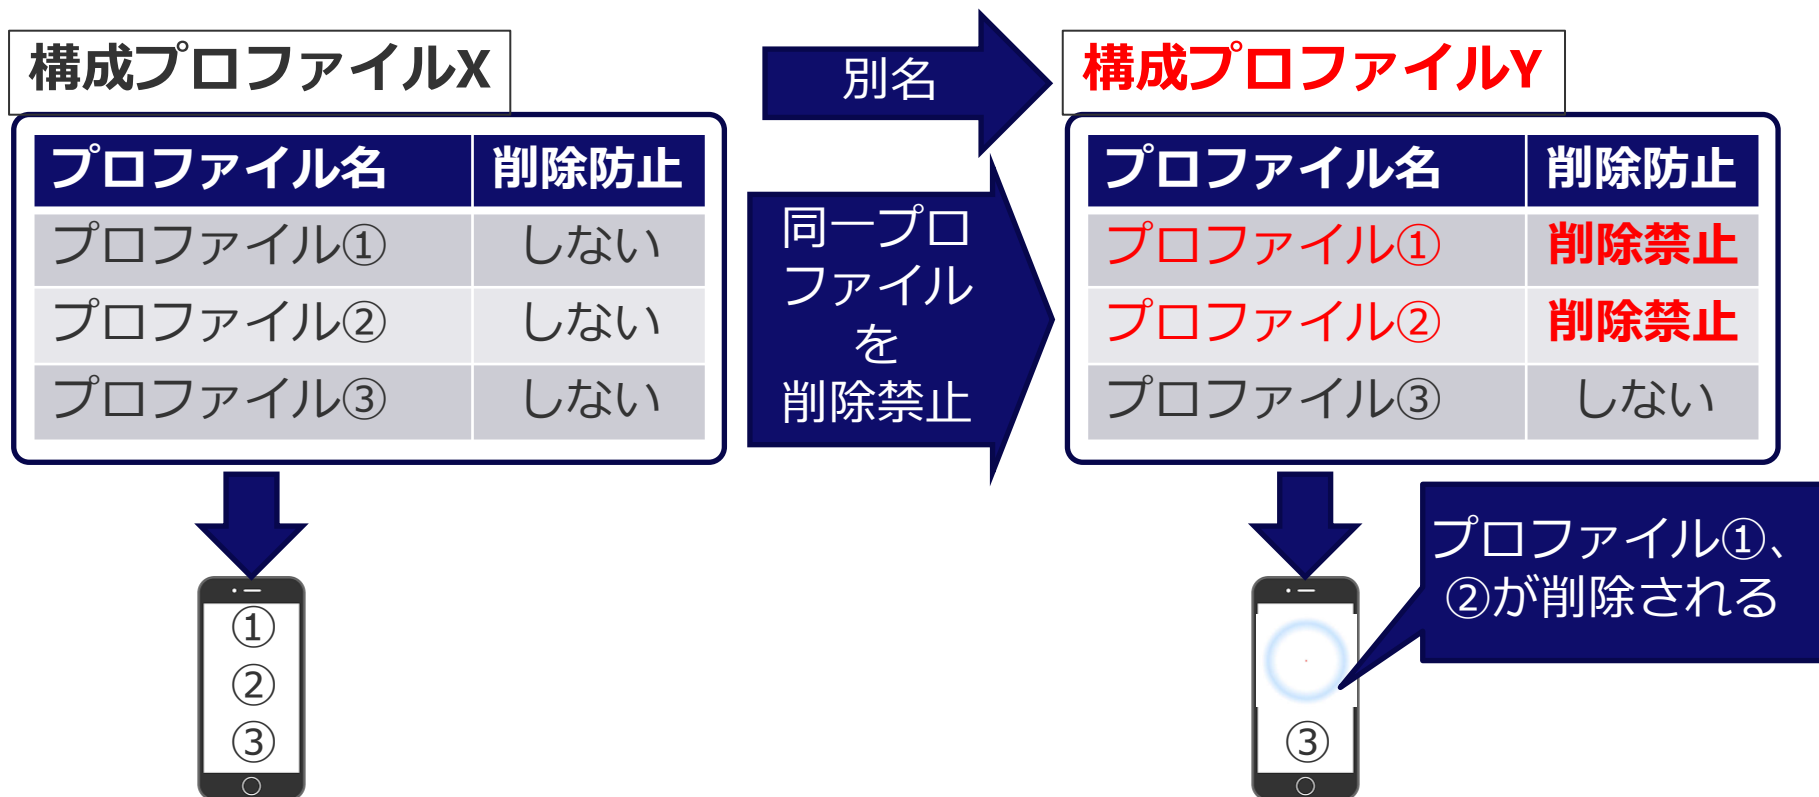 構成プロファイルX
プロファイル名 削除防止
プロファイル① しない
プロファイル② しない
プロファイル③ しない
①
②
③
別名
同一プロ
ファイル
を
削除禁止
構成プロファイルY
プロファイル名 削除防止
プロファイル① 削除禁止
プロファイル② 削除禁止
プロファイル③ しない
プロファイル①、
②が削除される
③